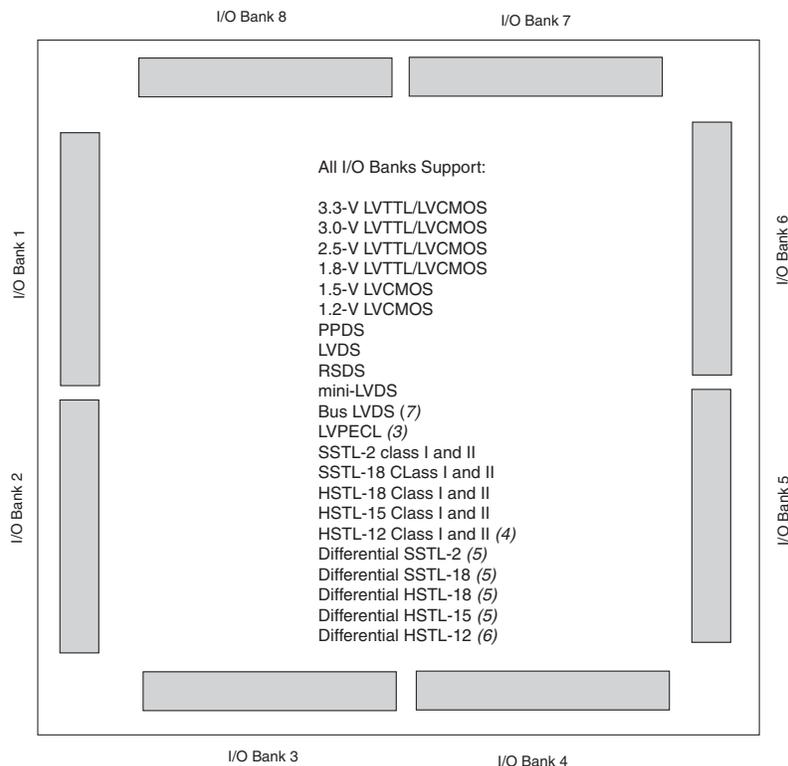 I/O Bank 8
I/O Bank 7
I/O Bank 1
I/O Bank 2
All I/O Banks Support:
3.3-V LVTTL/LVCMOS
3.0-V LVTTL/LVCMOS
2.5-V LVTTL/LVCMOS
1.8-V LVTTL/LVCMOS
1.5-V LVCMOS
1.2-V LVCMOS
PPDS
LVDS
RSDS
mini-LVDS
Bus LVDS (7)
LVPECL (3)
SSTL-2 class I and II
SSTL-18 CLass I and II
HSTL-18 Class I and II
HSTL-15 Class I and II
HSTL-12 Class I and II (4)
Differential SSTL-2 (5)
Differential SSTL-18 (5)
Differential HSTL-18 (5)
Differential HSTL-15 (5)
Differential HSTL-12 (6)
I/O Bank 6
I/O Bank 5
I/O Bank 3
I/O Bank 4